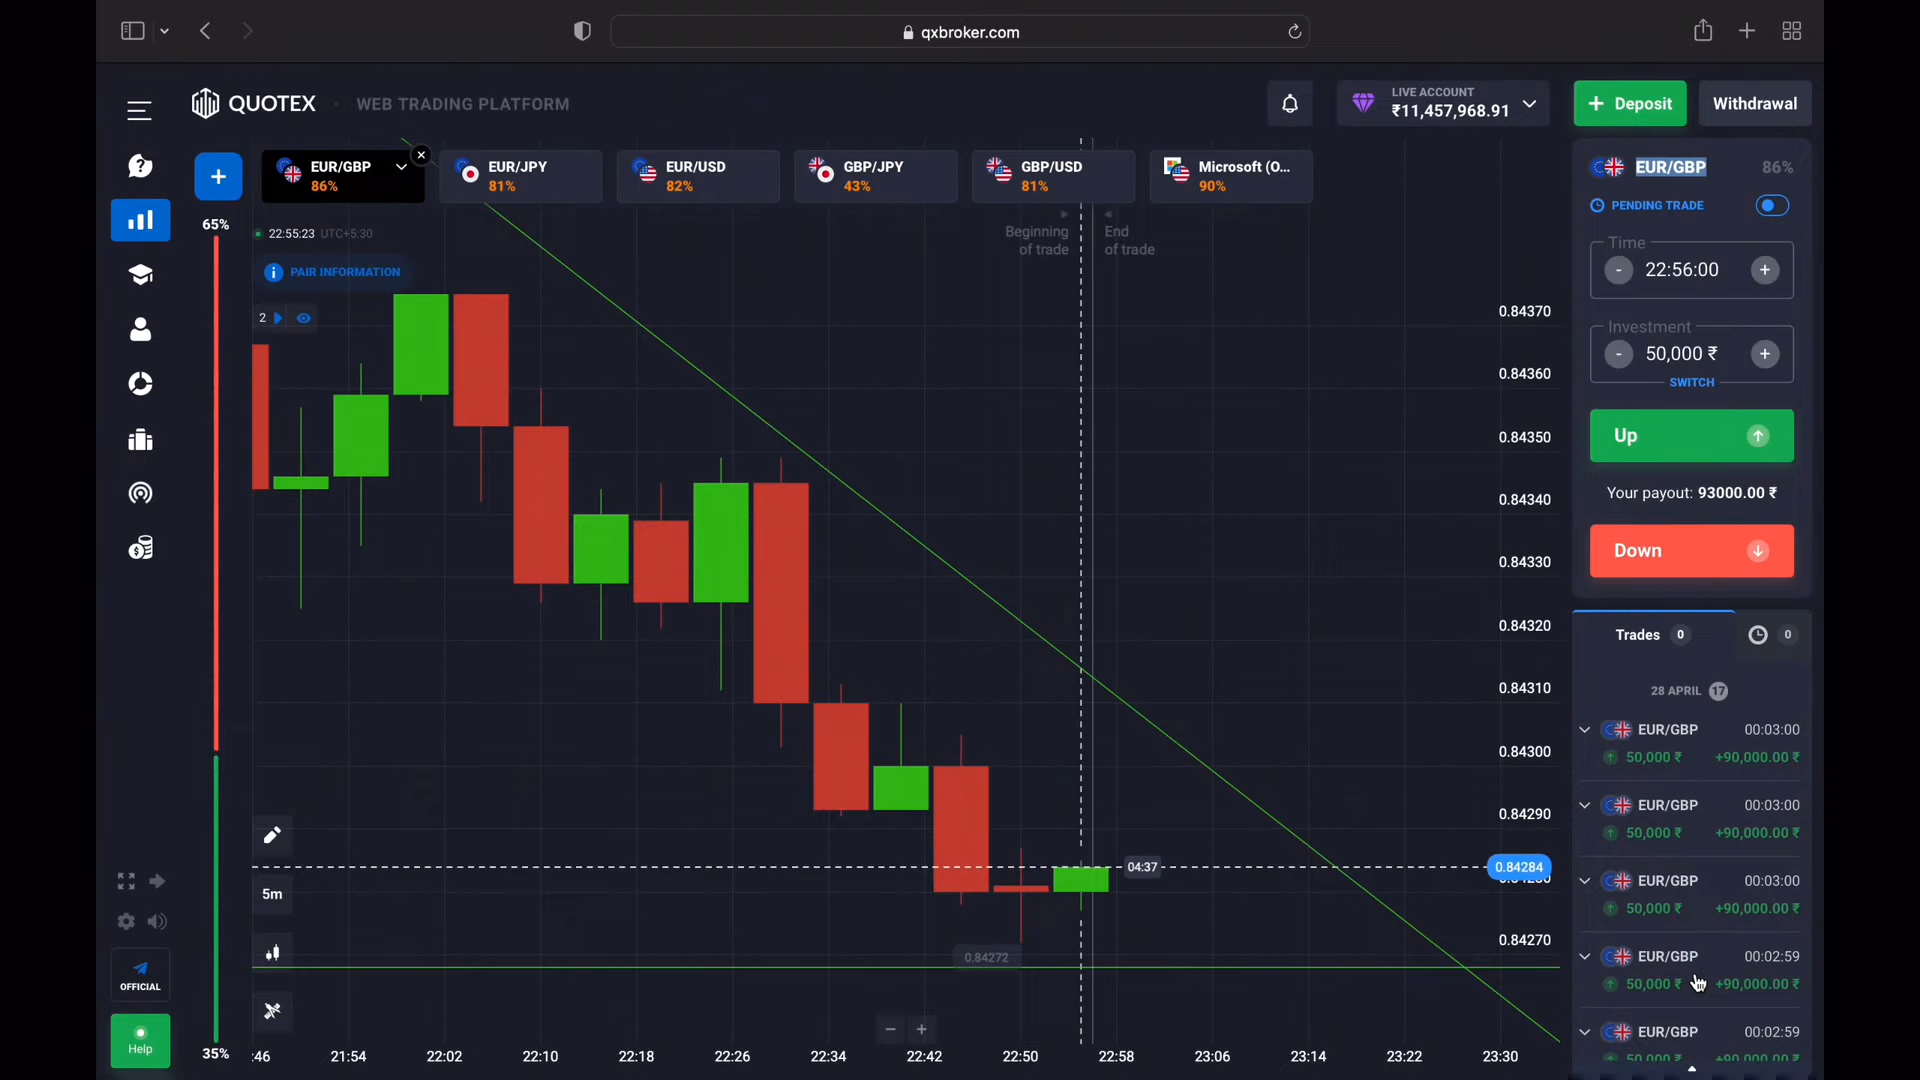 qxbroker.com
QUOTEX
WEB TRADING PLATFORM
LIVE ACCOUNT
₹11,457,968.91
+ Deposit
Withdrawal
+
EUR/GBP
86%
EUR/JPY
81%
EUR/USD
82%
GBP/JPY
43%
GBP/USD
81%
Microsoft (O...
90%
65%
22:55:23 UTC+5:30
PAIR INFORMATION
2
Beginning
of trade
End
of trade
0.84370
0.84360
0.84350
0.84340
0.84330
0.84320
0.84310
0.84300
0.84290
0.84284
0.84270
04:37
0.84272
5m
− +
OFFICIAL
Help
35%
:46
21:54
22:02
22:10
22:18
22:26
22:34
22:42
22:50
22:58
23:06
23:14
23:22
23:30
EUR/GBP
86%
PENDING TRADE
Time
- 22:56:00 +
Investment
- 50,000 ₹ +
SWITCH
Up
Your payout: 93000.00 ₹
Down
Trades 0
0
28 APRIL 17
EUR/GBP 00:03:00
50,000 ₹ +90,000.00 ₹
EUR/GBP 00:03:00
50,000 ₹ +90,000.00 ₹
EUR/GBP 00:03:00
50,000 ₹ +90,000.00 ₹
EUR/GBP 00:02:59
50,000 ₹ +90,000.00 ₹
EUR/GBP 00:02:59
50,000 ₹ +90,000.00 ₹